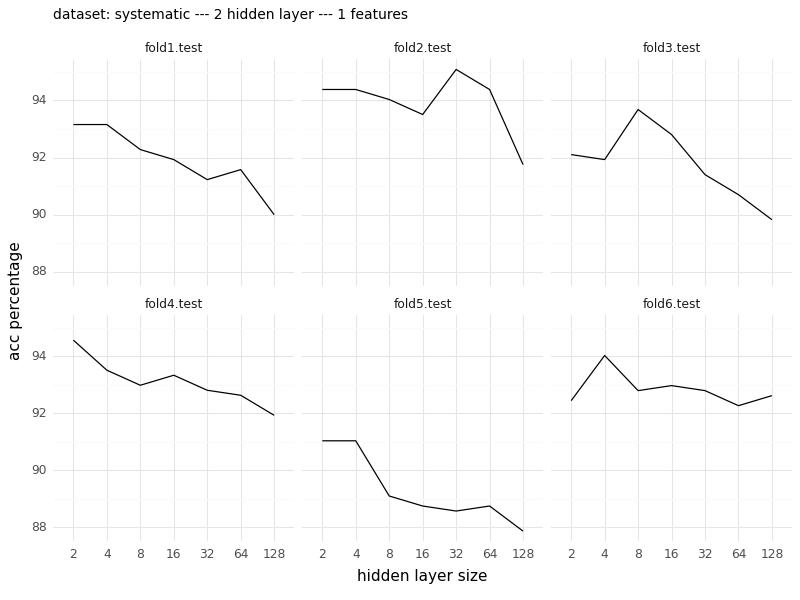 dataset: systematic --- 2 hidden layer --- 1 features
fold1.test
fold2.test
fold3.test
94
92
90
88
fold4.test
fold5.test
fold6.test
94
92
90
88
2 4 8 16 32 64 128
2 4 8 16 32 64 128
2 4 8 16 32 64 128
acc percentage
hidden layer size